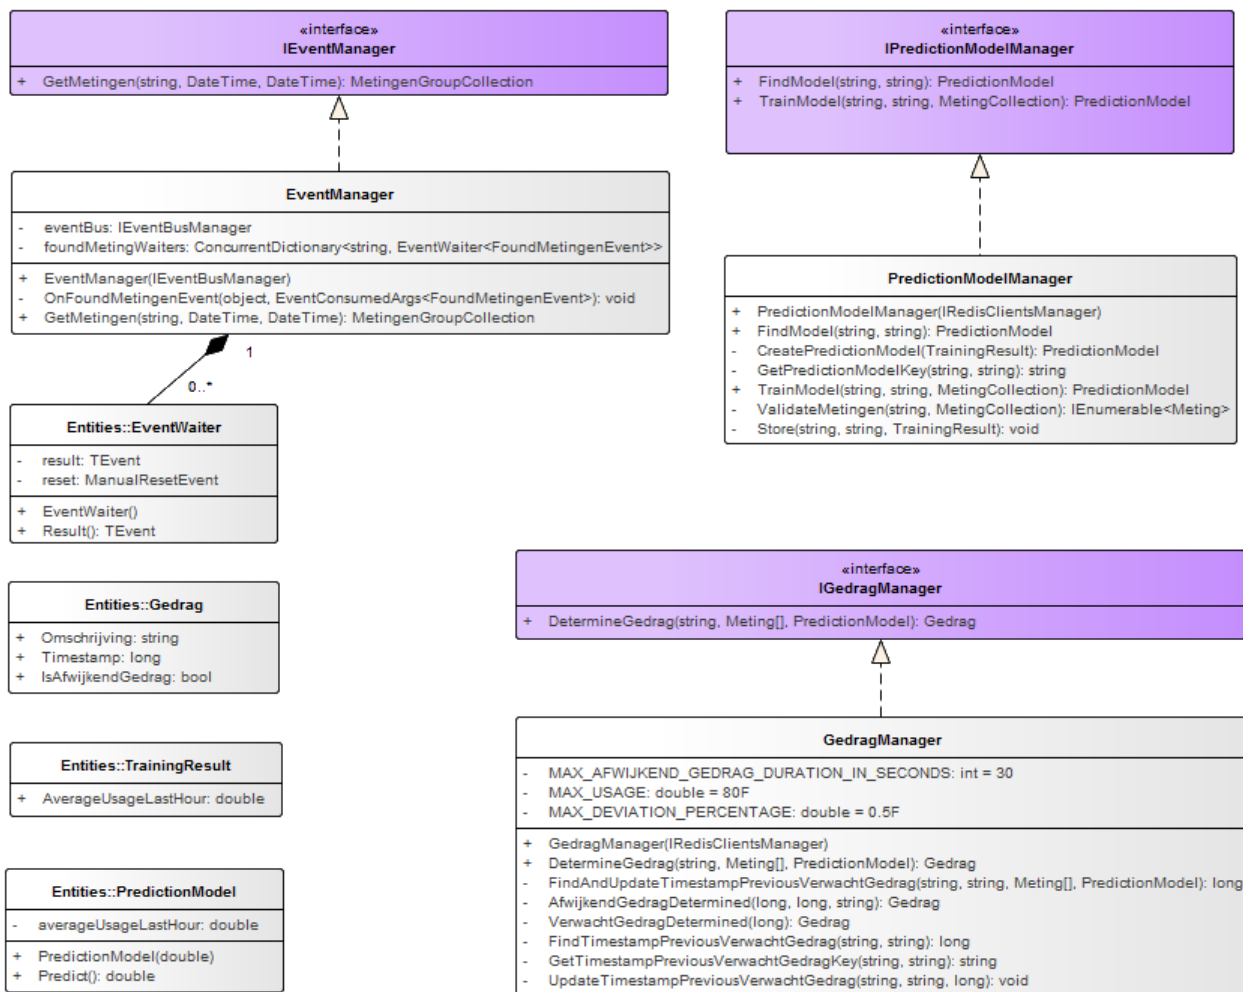 «interface»
IEventManager
+ GetMetingen(string, DateTime, DateTime): MetingenGroupCollection
EventManager
- eventBus: IEventBusManager
- foundMetingWaiters: ConcurrentDictionary<string, EventWaiter<FoundMetingenEvent>>
+ EventManager(IEventBusManager)
- OnFoundMetingenEvent(object, EventConsumedArgs<FoundMetingenEvent>): void
+ GetMetingen(string, DateTime, DateTime): MetingenGroupCollection
1
0..*
Entities::EventWaiter
- result: TEvent
- reset: ManualResetEvent
+ EventWaiter()
+ Result(): TEvent
Entities::Gedrag
+ Omschrijving: string
+ Timestamp: long
+ IsAfwijkendGedrag: bool
Entities::TrainingResult
+ AverageUsageLastHour: double
Entities::PredictionModel
- averageUsageLastHour: double
+ PredictionModel(double)
+ Predict(): double
«interface»
IPredictionModelManager
+ FindModel(string, string): PredictionModel
+ TrainModel(string, string, MetingCollection): PredictionModel
PredictionModelManager
+ PredictionModelManager(IRedisClientsManager)
+ FindModel(string, string): PredictionModel
- CreatePredictionModel(TrainingResult): PredictionModel
- GetPredictionModelKey(string, string): string
+ TrainModel(string, string, MetingCollection): PredictionModel
- ValidateMetingen(string, MetingCollection): IEnumerable<Meting>
- Store(string, string, TrainingResult): void
«interface»
IGedragManager
+ DetermineGedrag(string, Meting[], PredictionModel): Gedrag
GedragManager
- MAX_AFWIJKEND_GEDRAG_DURATION_IN_SECONDS: int = 30
- MAX_USAGE: double = 80F
- MAX_DEVIATION_PERCENTAGE: double = 0.5F
+ GedragManager(IRedisClientsManager)
+ DetermineGedrag(string, Meting[], PredictionModel): Gedrag
- FindAndUpdateTimestampPreviousVerwachtGedrag(string, string, Meting[], PredictionModel): long
- AfwijkendGedragDetermined(long, long, string): Gedrag
- VerwachtGedragDetermined(long): Gedrag
- FindTimestampPreviousVerwachtGedrag(string, string): long
- GetTimestampPreviousVerwachtGedragKey(string, string): string
- UpdateTimestampPreviousVerwachtGedrag(string, string, long): void